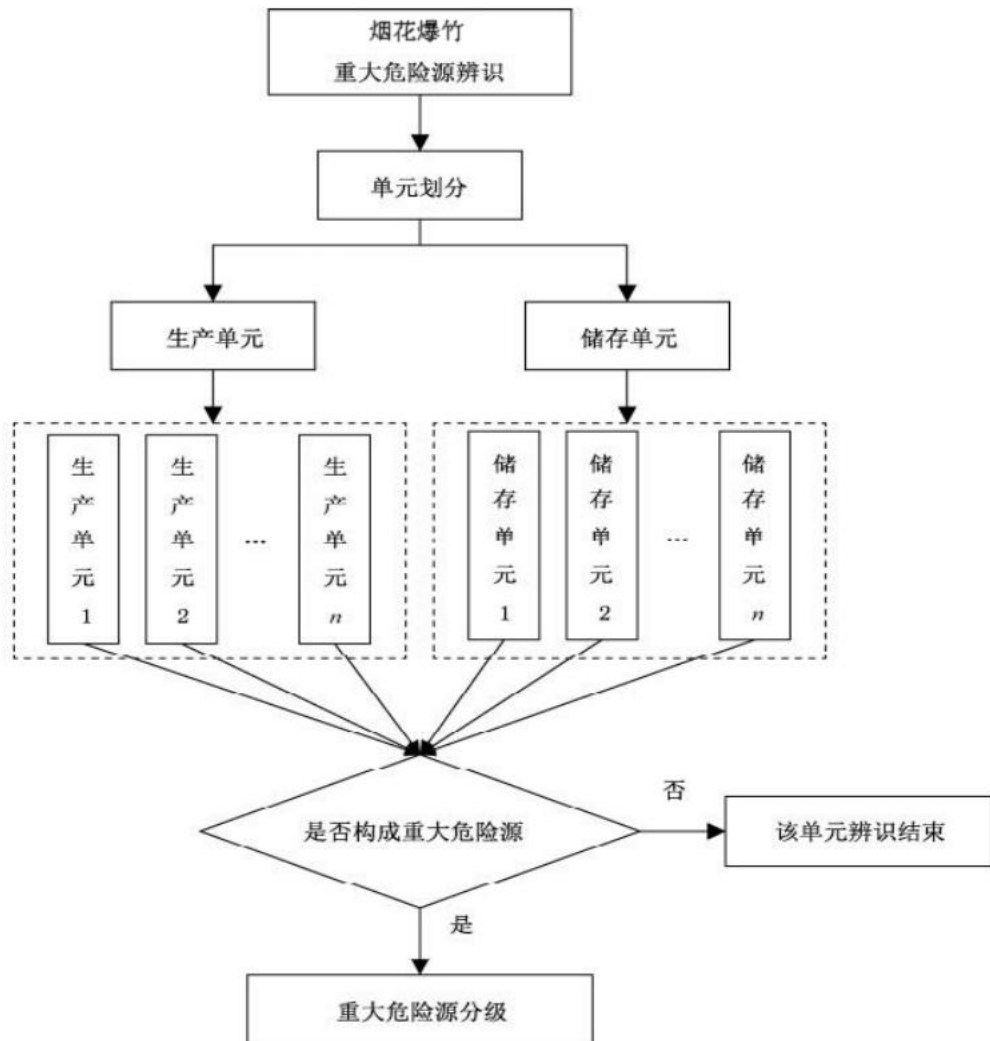 烟花爆竹
重大危险源辨识
单元划分
生产单元
储存单元
生产单元1
生产单元2
…
生产单元n
储存单元1
储存单元2
…
储存单元n
是否构成重大危险源
否
该单元辨识结束
是
重大危险源分级